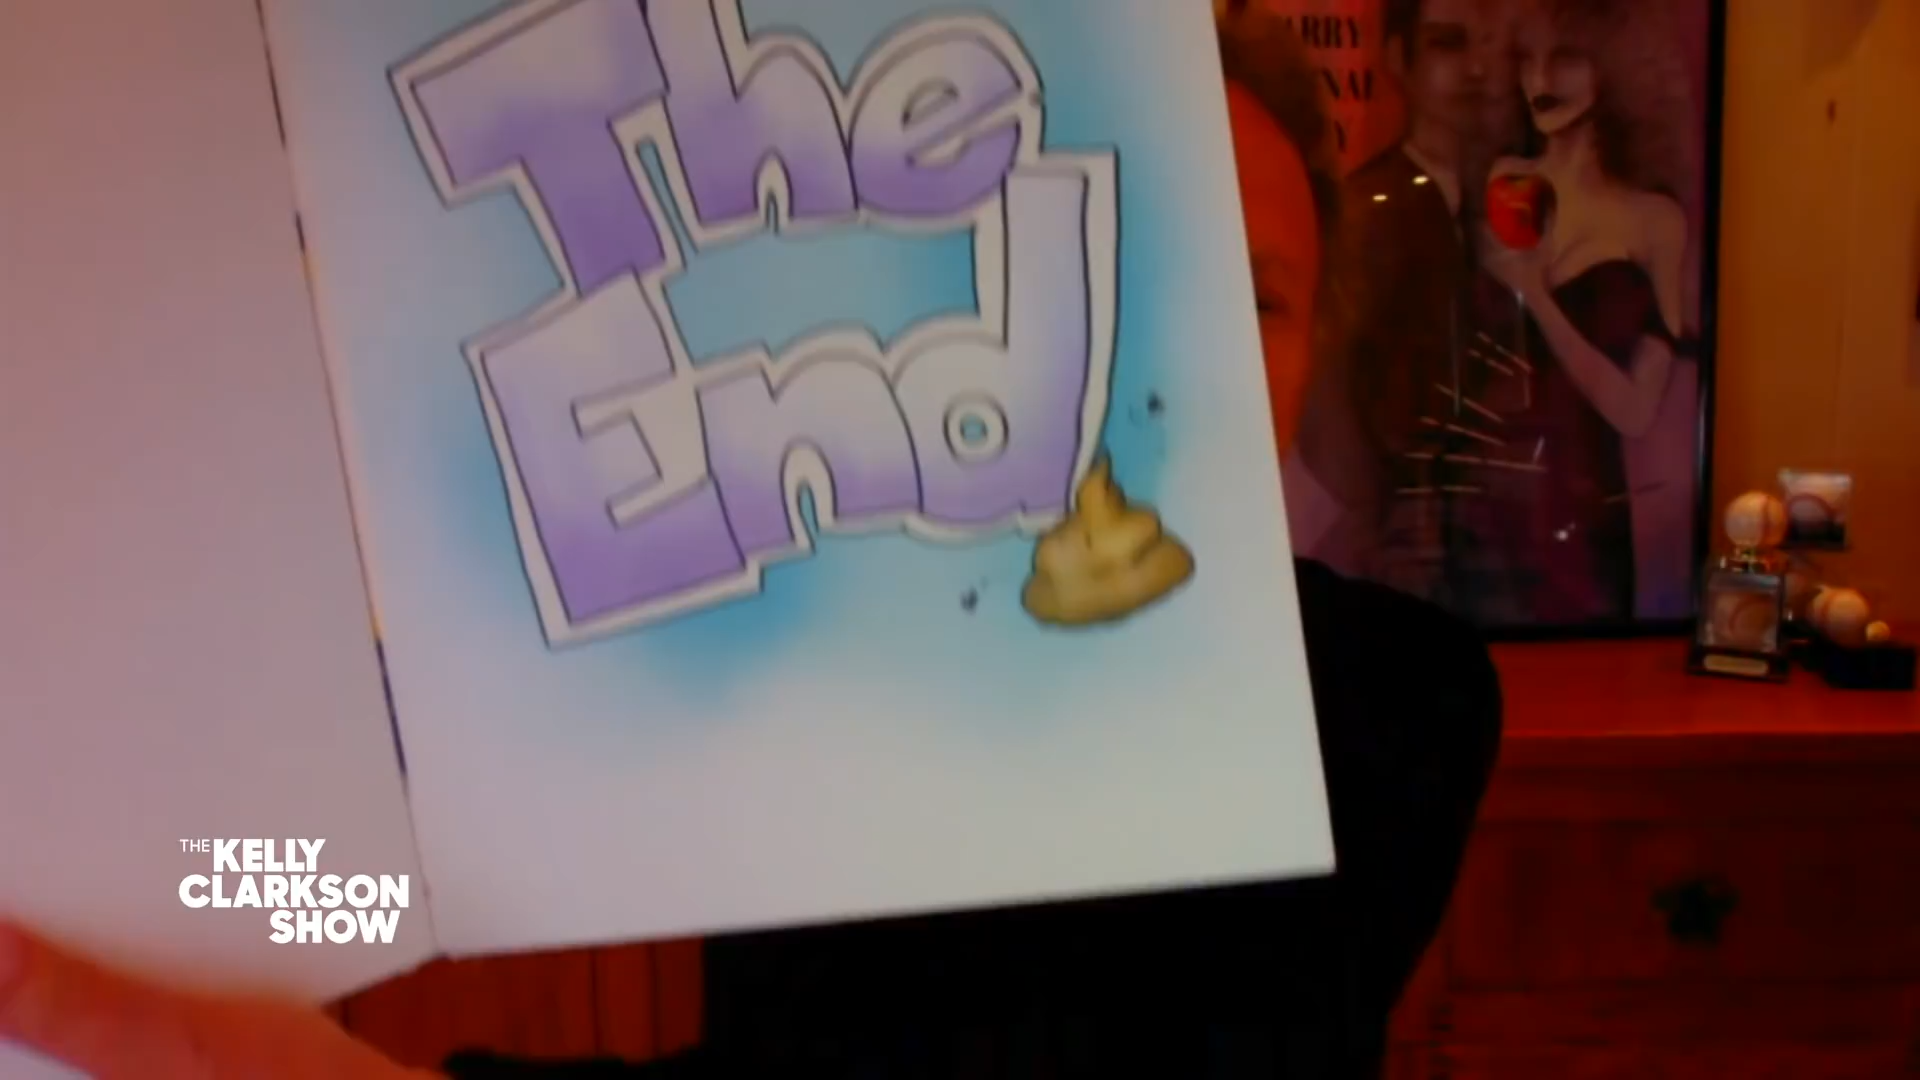 The
End
THE KELLY
CLARKSON
SHOW